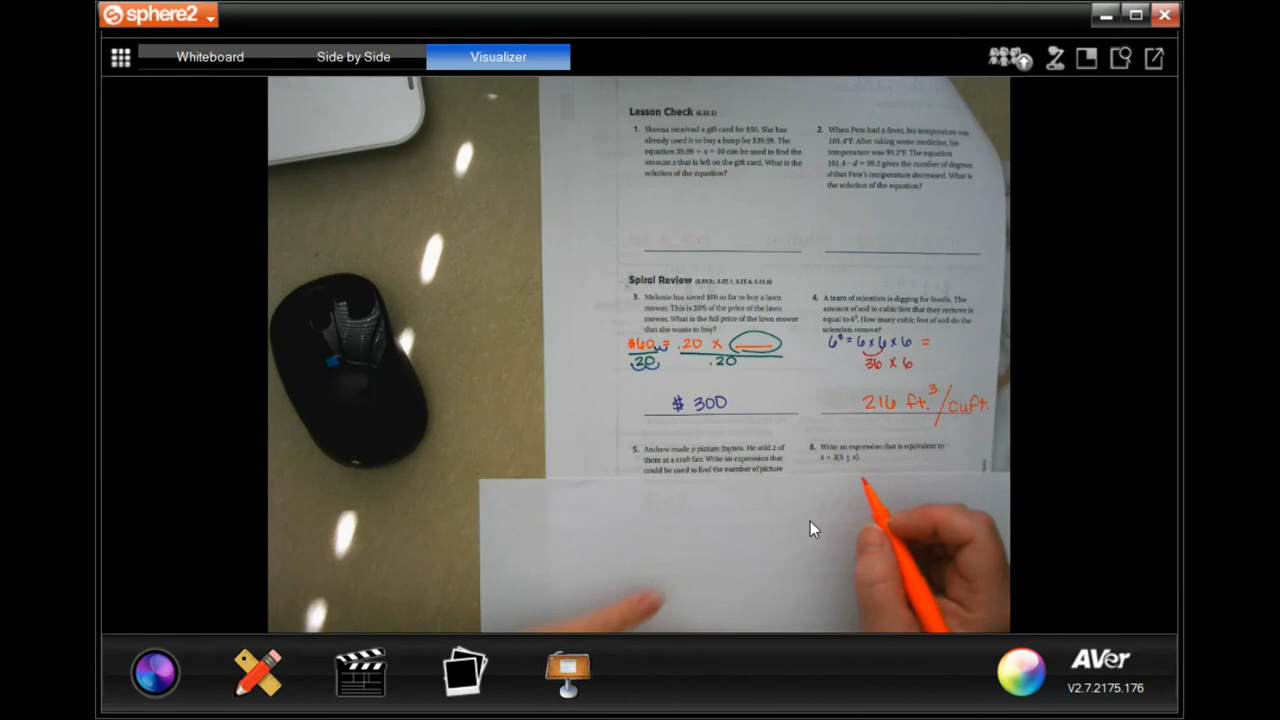 sphere2
Whiteboard Side by Side Visualizer
Lesson Check (6.EE.5)
1. Sheena received a gift card for $50. She has
already used it to buy a lamp for $39.99. The
equation 39.99 + x = 50 can be used to find the
amount x that is left on the gift card. What is the
solution of the equation?
2. When Pete had a fever, his temperature was
101.4°F. After taking some medicine, his
temperature was 99.2°F. The equation
101.4 − d = 99.2 gives the number of degrees
d that Pete's temperature decreased. What is
the solution of the equation?
Spiral Review
3. Melanie has saved $60 so far to buy a lawn
mower. This is 20% of the price of the lawn
mower. What is the full price of the lawn mower
that she wants to buy?
$60 = .20 ×
.20 .20
$ 300
4. A team of scientists is digging for fossils. The
amount of soil in cubic feet that they remove is
equal to 6³. How many cubic feet of soil do the
scientists remove?
6³ = 6 × 6 × 6 =
36 × 6
216 ft.³/cu ft.
5. Andrew made p picture frames. He sold 2 of
them at a craft fair. Write an expression that
could be used to find the number of picture
6. Write an expression that is equivalent to
4 + 3(5 + x).
AVer
V2.7.2175.176